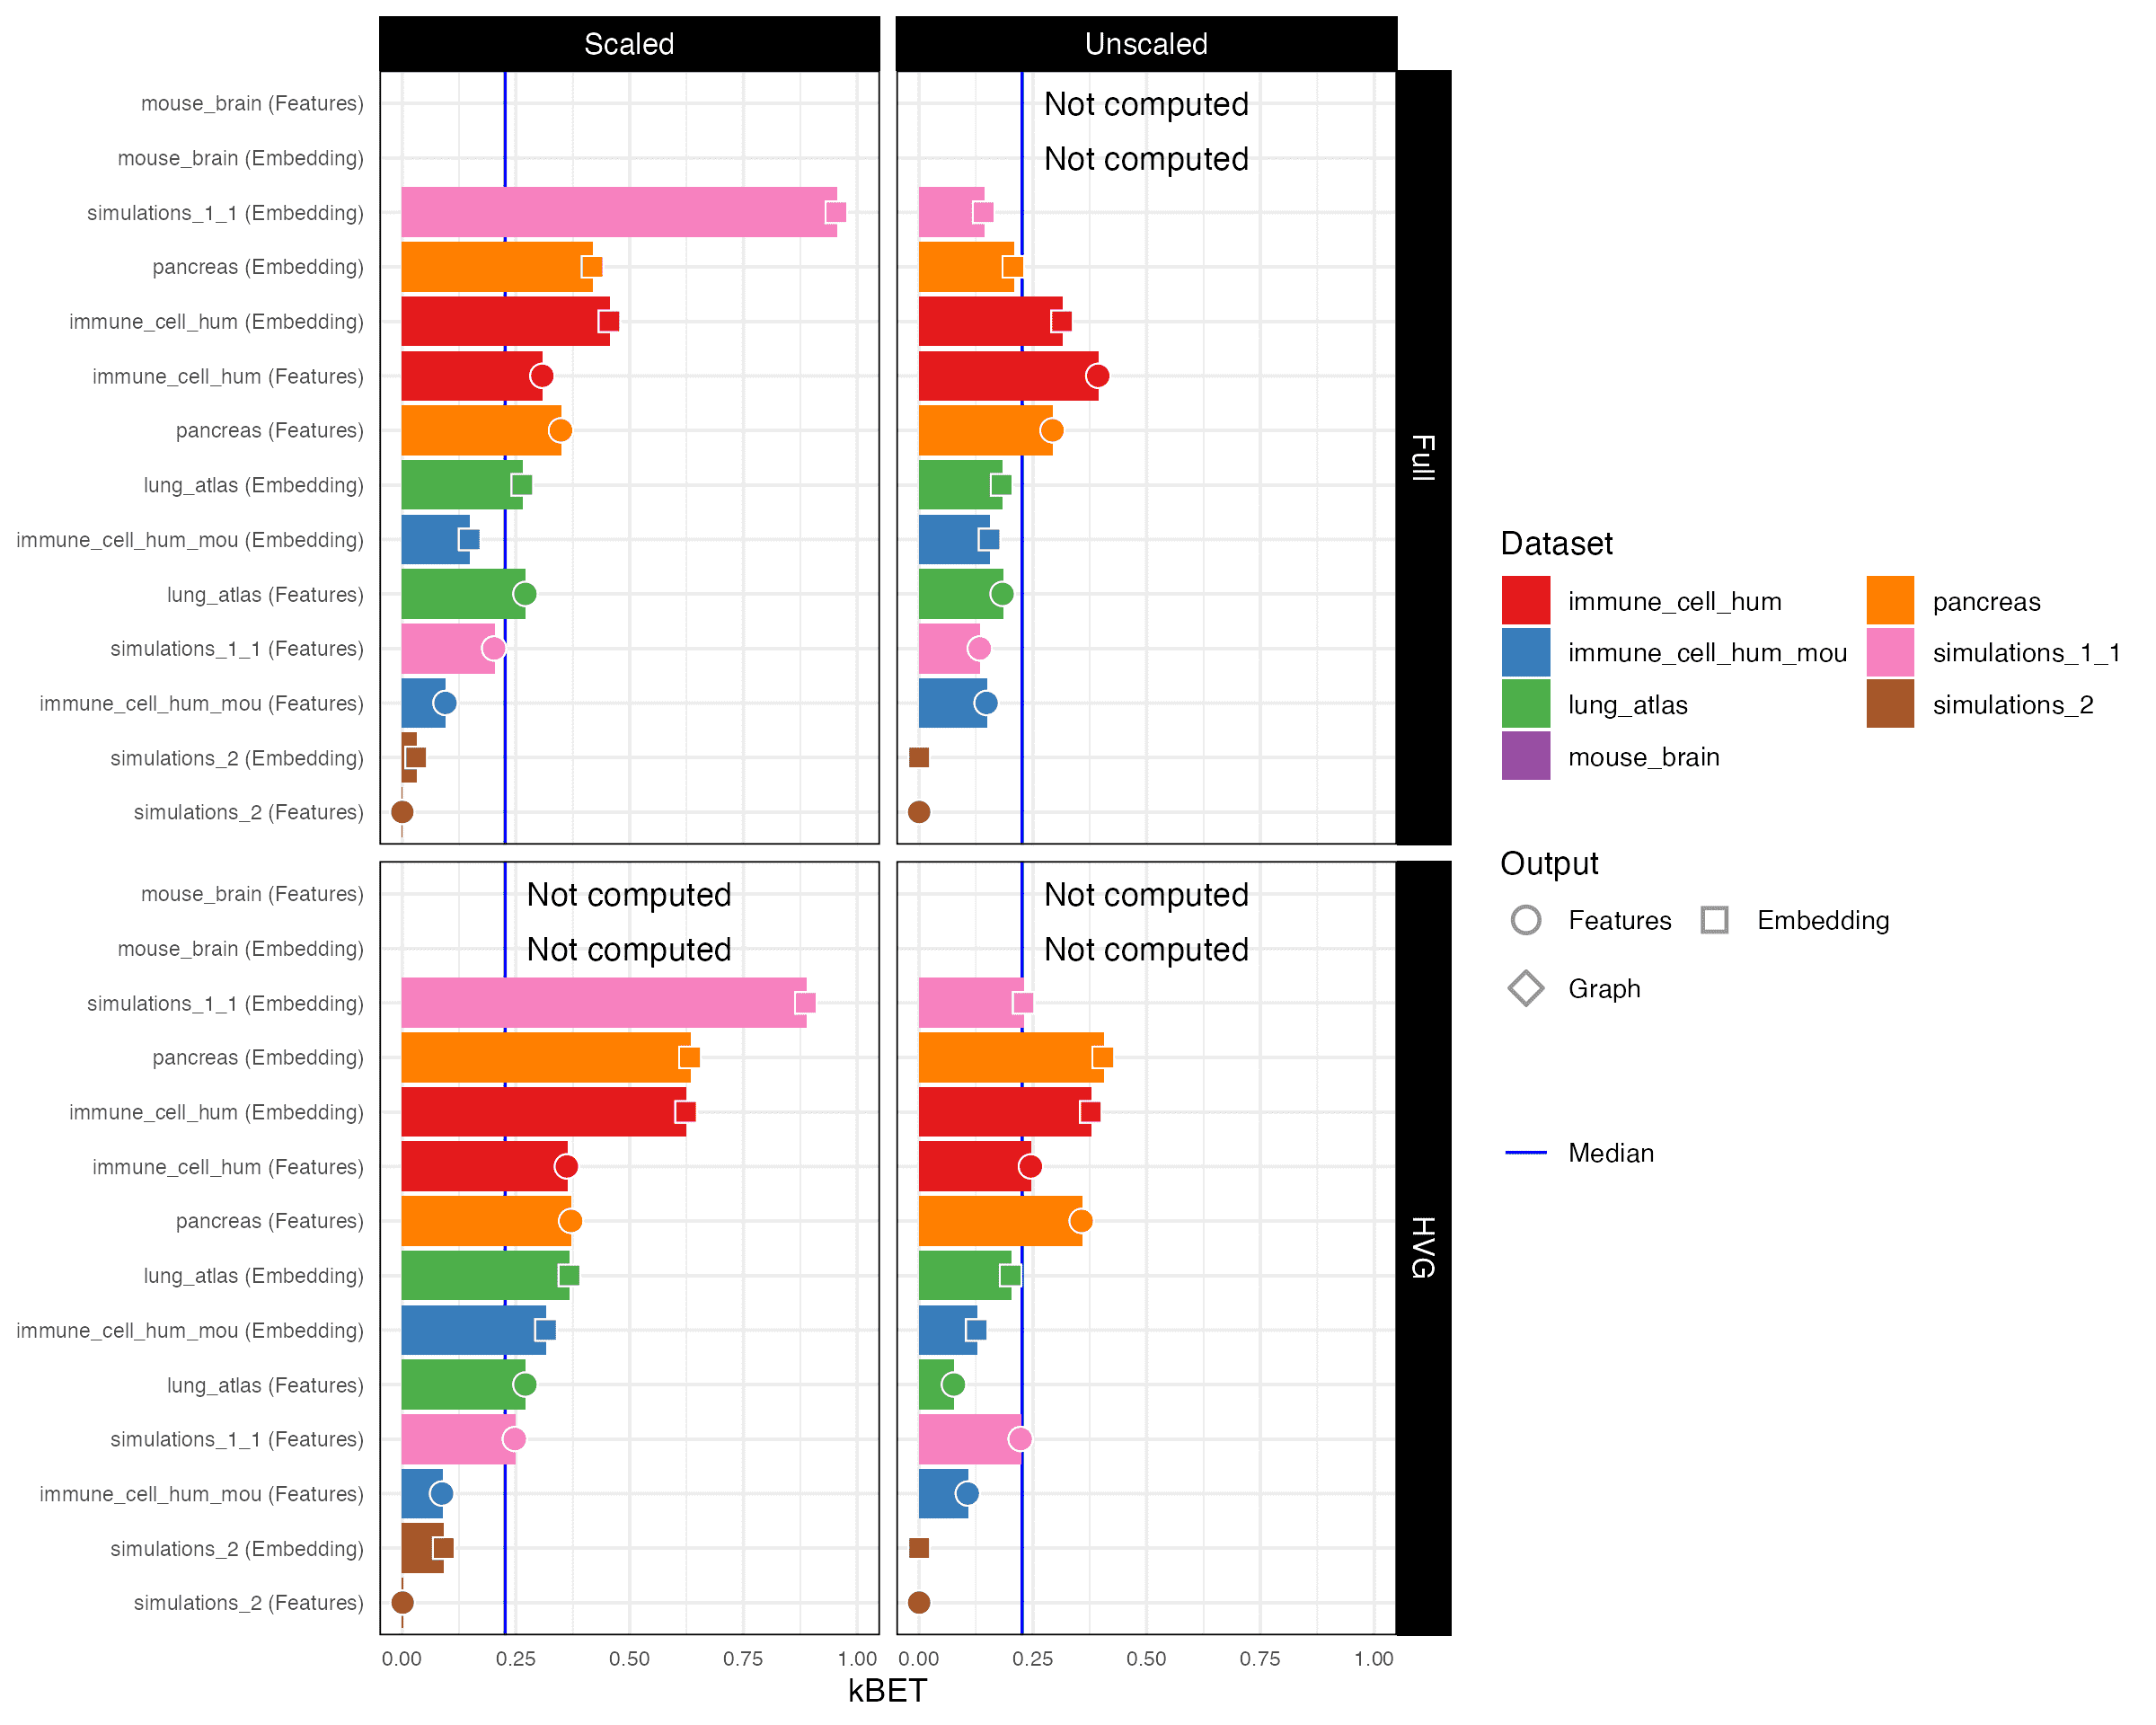 Scaled
Unscaled
mouse_brain (Features)
Not computed
mouse_brain (Embedding)
Not computed
simulations_1_1 (Embedding)
pancreas (Embedding)
immune_cell_hum (Embedding)
immune_cell_hum (Features)
pancreas (Features)
lung_atlas (Embedding)
immune_cell_hum_mou (Embedding)
lung_atlas (Features)
simulations_1_1 (Features)
immune_cell_hum_mou (Features)
simulations_2 (Embedding)
simulations_2 (Features)
Full
mouse_brain (Features)
Not computed
Not computed
mouse_brain (Embedding)
Not computed
Not computed
simulations_1_1 (Embedding)
pancreas (Embedding)
immune_cell_hum (Embedding)
immune_cell_hum (Features)
pancreas (Features)
lung_atlas (Embedding)
immune_cell_hum_mou (Embedding)
lung_atlas (Features)
simulations_1_1 (Features)
immune_cell_hum_mou (Features)
simulations_2 (Embedding)
simulations_2 (Features)
HVG
0.00 0.25 0.50 0.75 1.00
0.00 0.25 0.50 0.75 1.00
kBET
Dataset
immune_cell_hum
immune_cell_hum_mou
lung_atlas
mouse_brain
pancreas
simulations_1_1
simulations_2
Output
Features
Embedding
Graph
Median